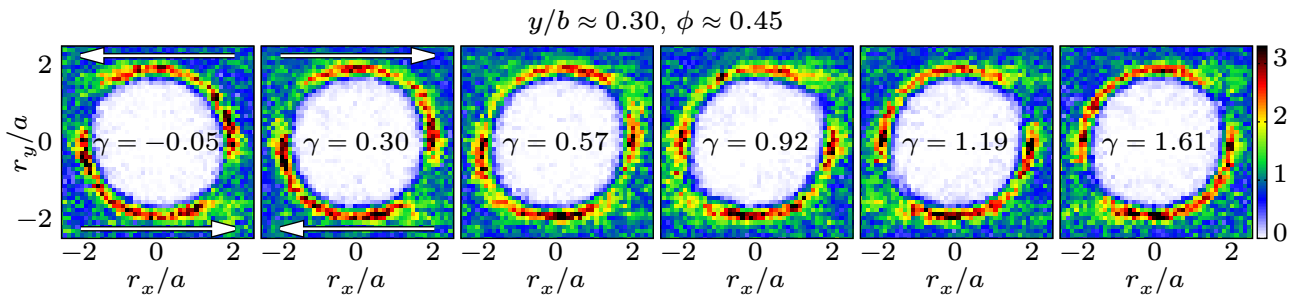 y/b ≈ 0.30, ϕ ≈ 0.45
r_y/a
2
0
−2
γ = −0.05
γ = 0.30
γ = 0.57
γ = 0.92
γ = 1.19
γ = 1.61
3
2
1
0
−2 0 2 −2 0 2 −2 0 2 −2 0 2 −2 0 2 −2 0 2
r_x/a r_x/a r_x/a r_x/a r_x/a r_x/a